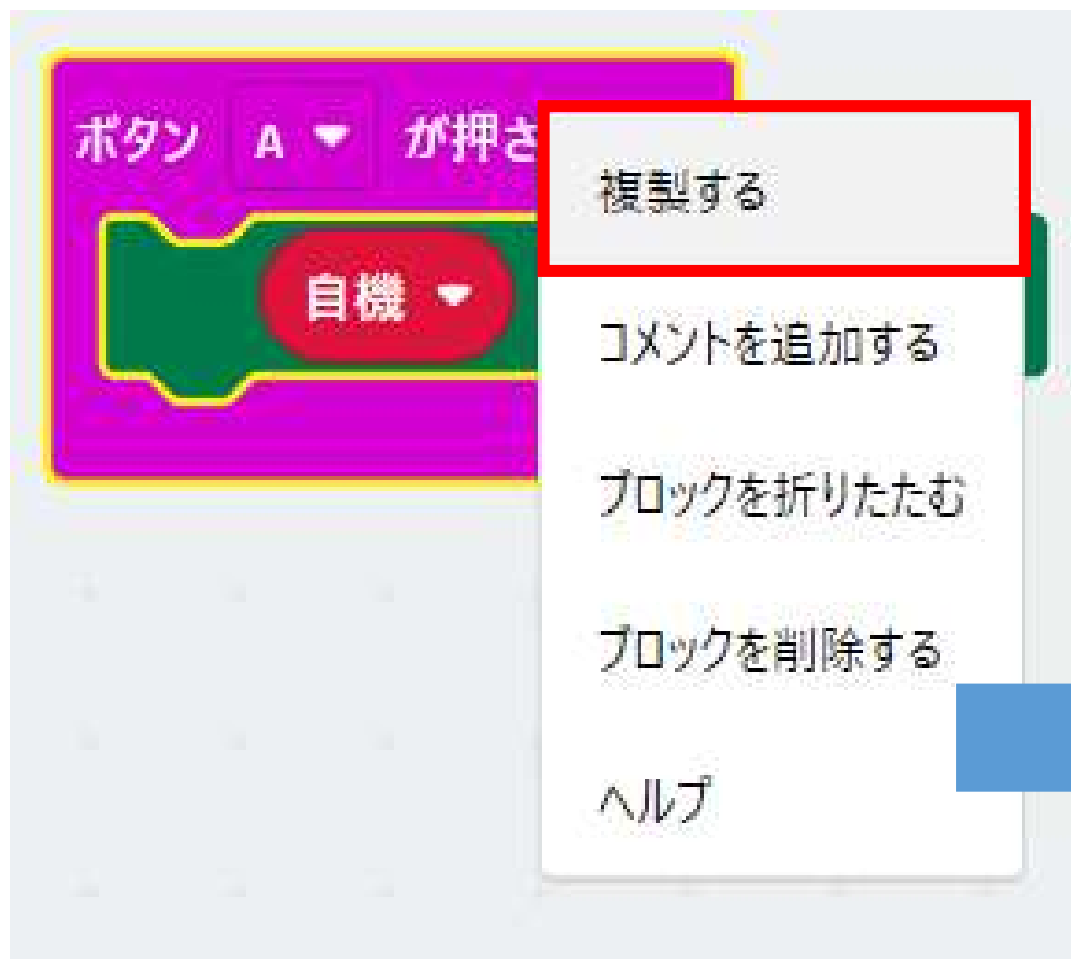 ボタン A が押さ
自機
複製する
コメントを追加する
ブロックを折りたたむ
ブロックを削除する
ヘルプ